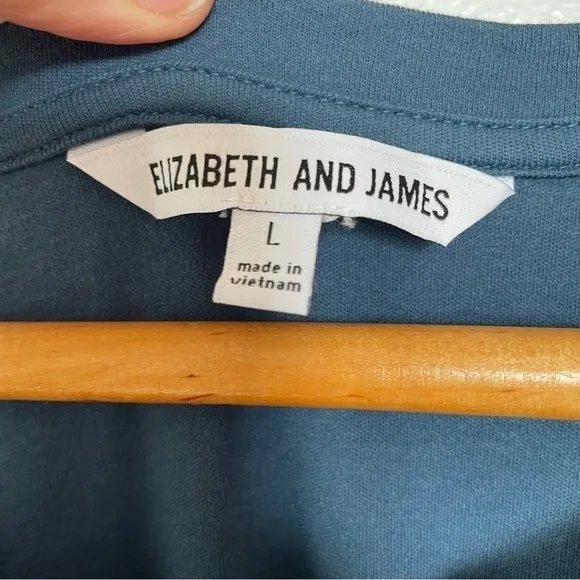 ELIZABETH AND JAMES
L
made in
vietnam